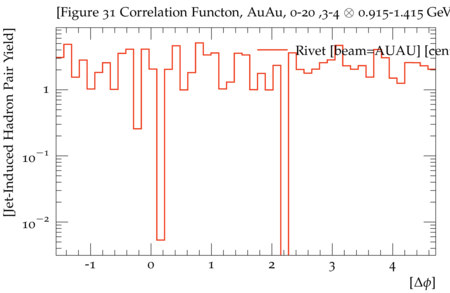 [Figure 31 Correlation Functon, AuAu, 0-20 ,3-4 ⊗ 0.915-1.415 GeV
Rivet [beam=AUAU] [cen
[Jet-Induced Hadron Pair Yield]
1
10⁻¹
10⁻²
-1 0 1 2 3 4
[Δϕ]